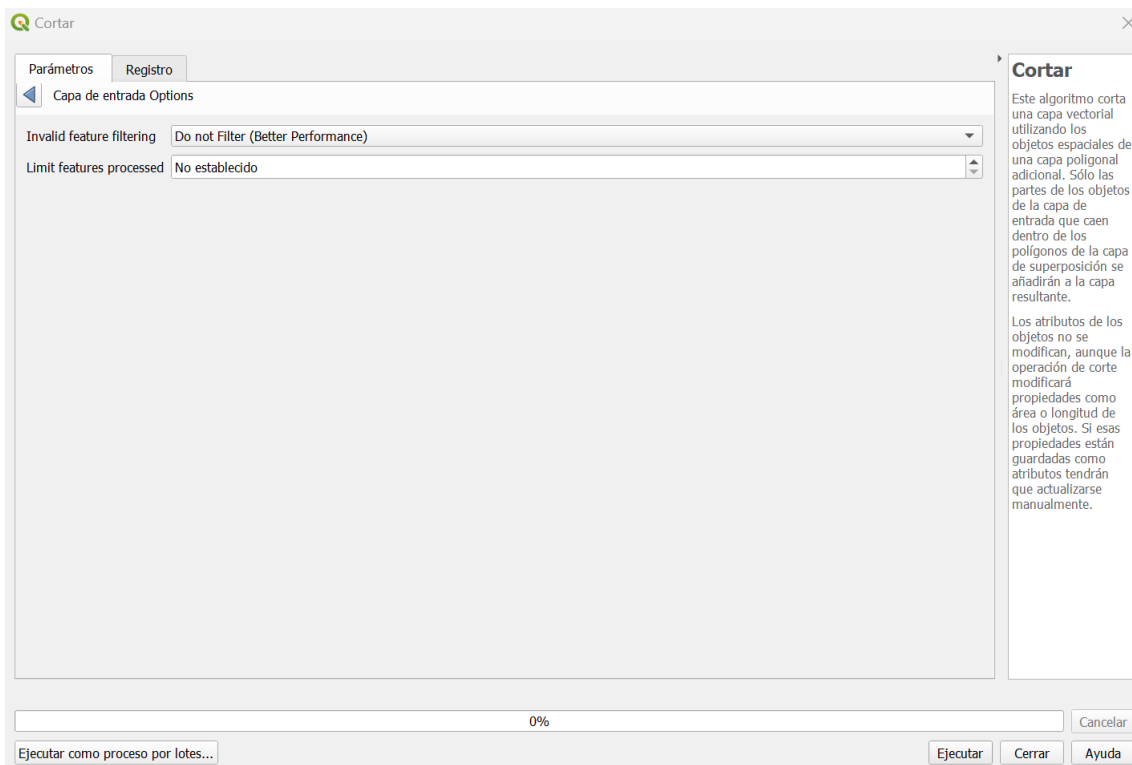 Cortar
Parámetros
Registro
Capa de entrada Options
Invalid feature filtering
Do not Filter (Better Performance)
Limit features processed
No establecido
Cortar
Este algoritmo corta
una capa vectorial
utilizando los
objetos espaciales de
una capa poligonal
adicional. Sólo las
partes de los objetos
de la capa de
entrada que caen
dentro de los
polígonos de la capa
de superposición se
añadirán a la capa
resultante.
Los atributos de los
objetos no se
modifican, aunque la
operación de corte
modificará
propiedades como
área o longitud de
los objetos. Si esas
propiedades están
guardadas como
atributos tendrán
que actualizarse
manualmente.
0%
Cancelar
Ejecutar como proceso por lotes...
Ejecutar
Cerrar
Ayuda